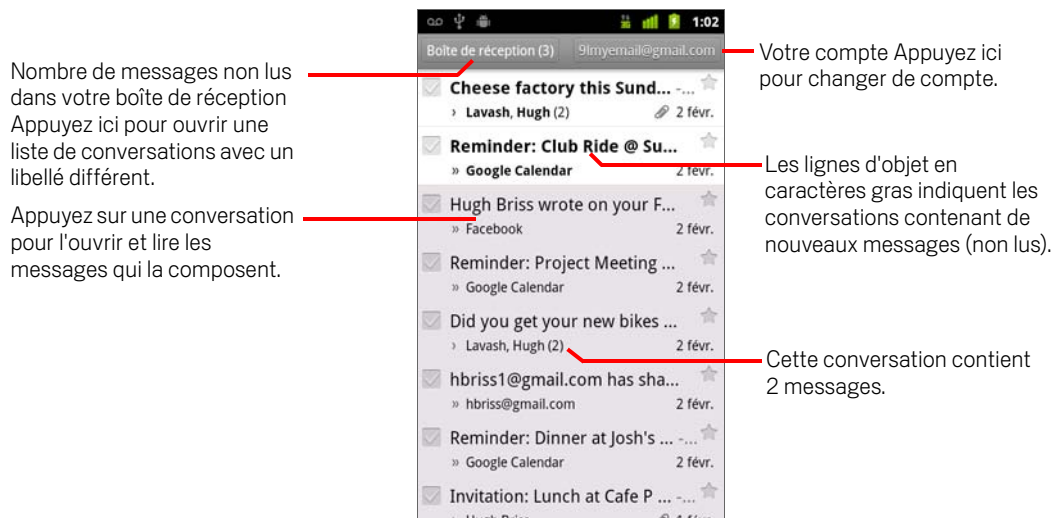 1:02
Boîte de réception (3) 9lmyemail@gmail.com
Nombre de messages non lus
dans votre boîte de réception
Appuyez ici pour ouvrir une
liste de conversations avec un
libellé différent.
Appuyez sur une conversation
pour l'ouvrir et lire les
messages qui la composent.
Cheese factory this Sund... -...
› Lavash, Hugh (2) 2 févr.
Reminder: Club Ride @ Su...
» Google Calendar 2 févr.
Hugh Briss wrote on your F...
» Facebook 2 févr.
Reminder: Project Meeting ...
» Google Calendar 2 févr.
Did you get your new bikes ...
› Lavash, Hugh (2) 2 févr.
hbriss1@gmail.com has sha...
» hbriss@gmail.com 2 févr.
Reminder: Dinner at Josh's ... -...
» Google Calendar 2 févr.
Invitation: Lunch at Cafe P ... -...
Votre compte Appuyez ici
pour changer de compte.
Les lignes d'objet en
caractères gras indiquent les
conversations contenant de
nouveaux messages (non lus).
Cette conversation contient
2 messages.